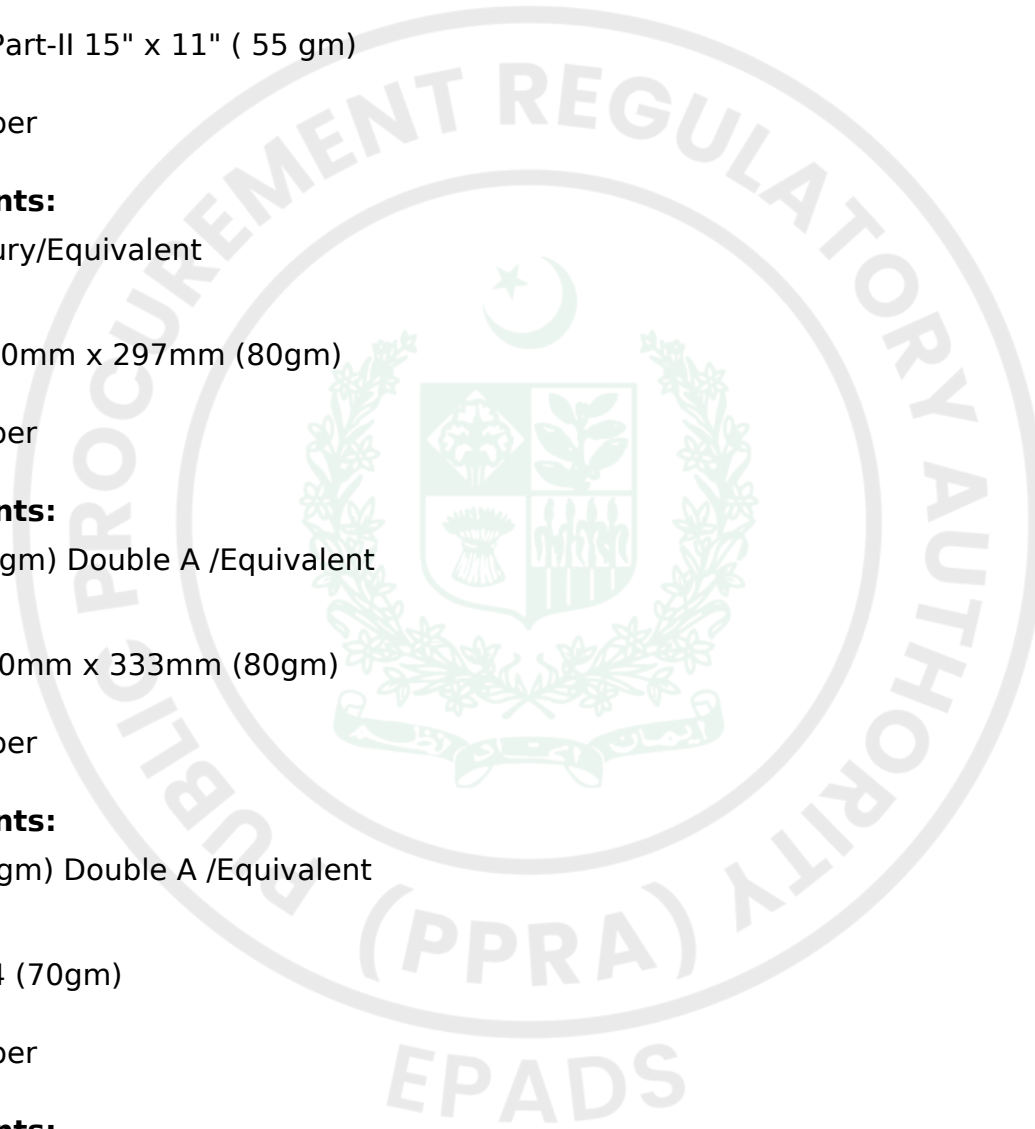 Part-II 15" x 11" ( 55 gm)
per
nts:
ury/Equivalent
0mm x 297mm (80gm)
per
nts:
gm) Double A /Equivalent
0mm x 333mm (80gm)
per
nts:
gm) Double A /Equivalent
4 (70gm)
per
nts:
PUBLIC PROCUREMENT REGULATORY AUTHORITY
(PPRA)
EPADS